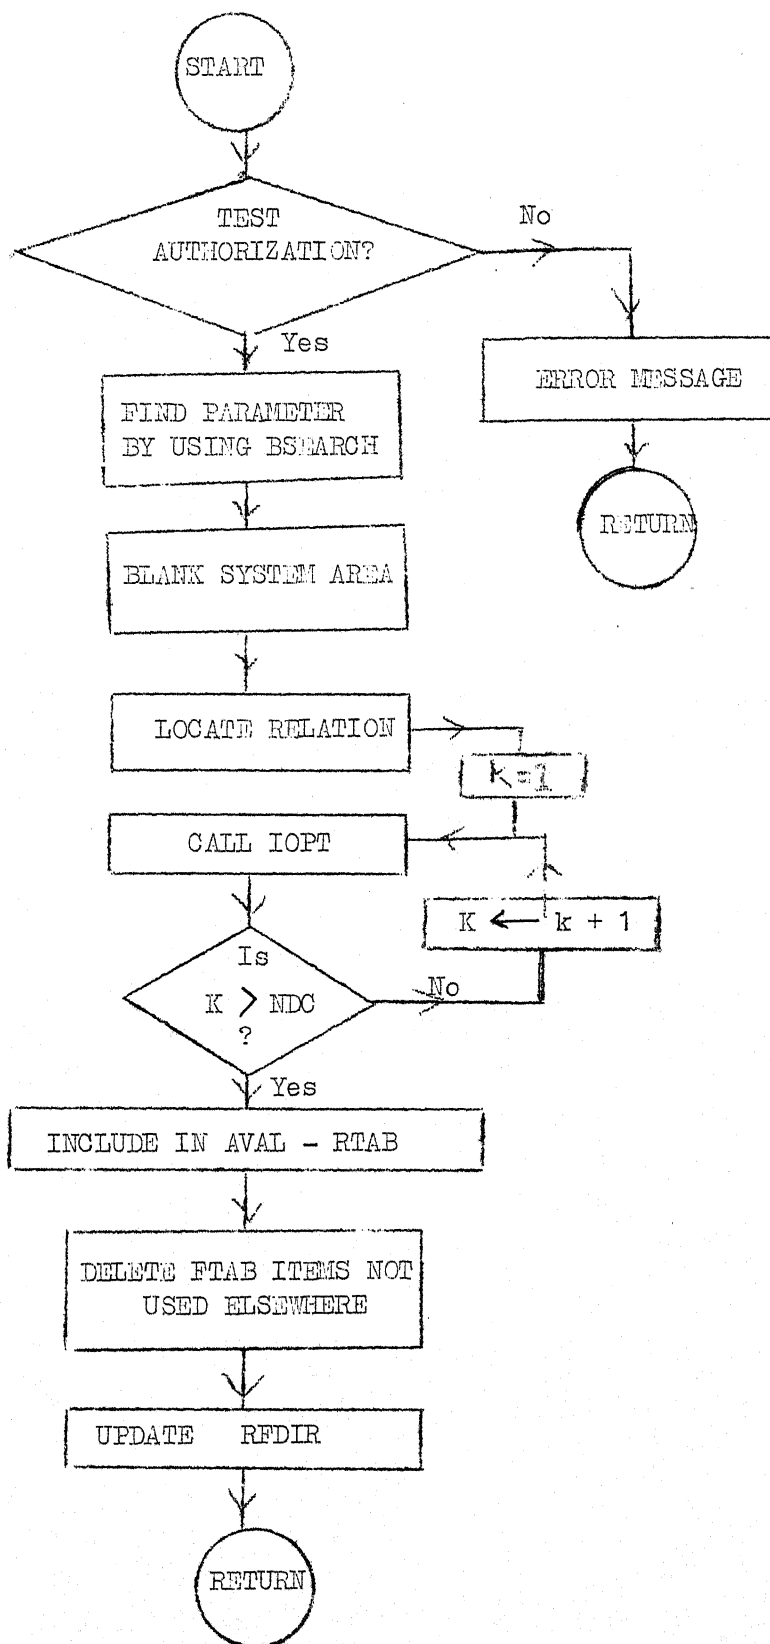 START
TEST
AUTHORIZATION?
No
Yes
ERROR MESSAGE
FIND PARAMETER
BY USING BSEARCH
RETURN
BLANK SYSTEM AREA
LOCATE RELATION
K=1
CALL IOPT
K ← k + 1
Is
K > NDC
?
No
Yes
INCLUDE IN AVAL - RTAB
DELETE FTAB ITEMS NOT
USED ELSEWHERE
UPDATE RFDIR
RETURN